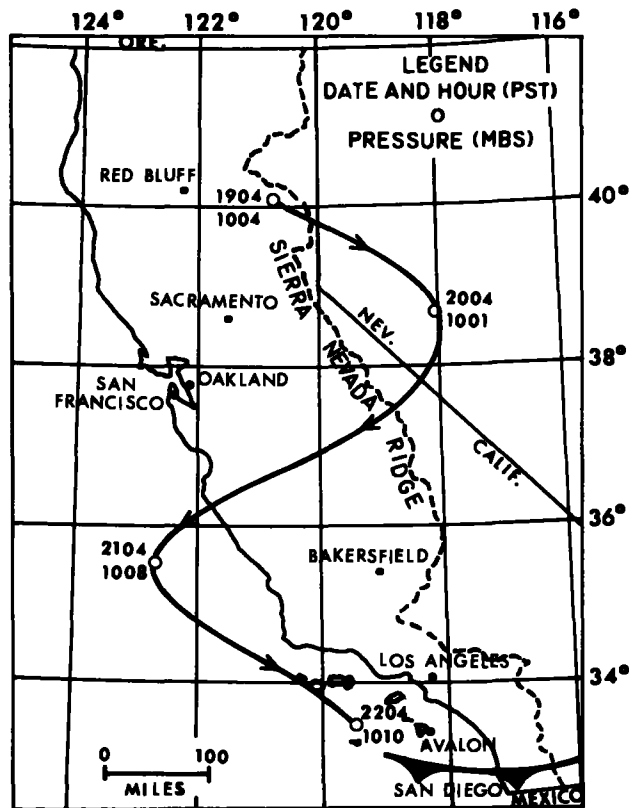 124° 122° 120° 118° 116°
ORE.
LEGEND
DATE AND HOUR (PST)
PRESSURE (MBS)
RED BLUFF
1904
1004
40°
SIERRA
NEVADA
RIDGE
SACRAMENTO
NEV.
CALIF.
2004
1001
38°
OAKLAND
SAN
FRANCISCO
36°
2104
1008
BAKERSFIELD
LOS ANGELES
34°
2204
1010
AVALON
0 100
MILES
SAN DIEGO
MEXICO